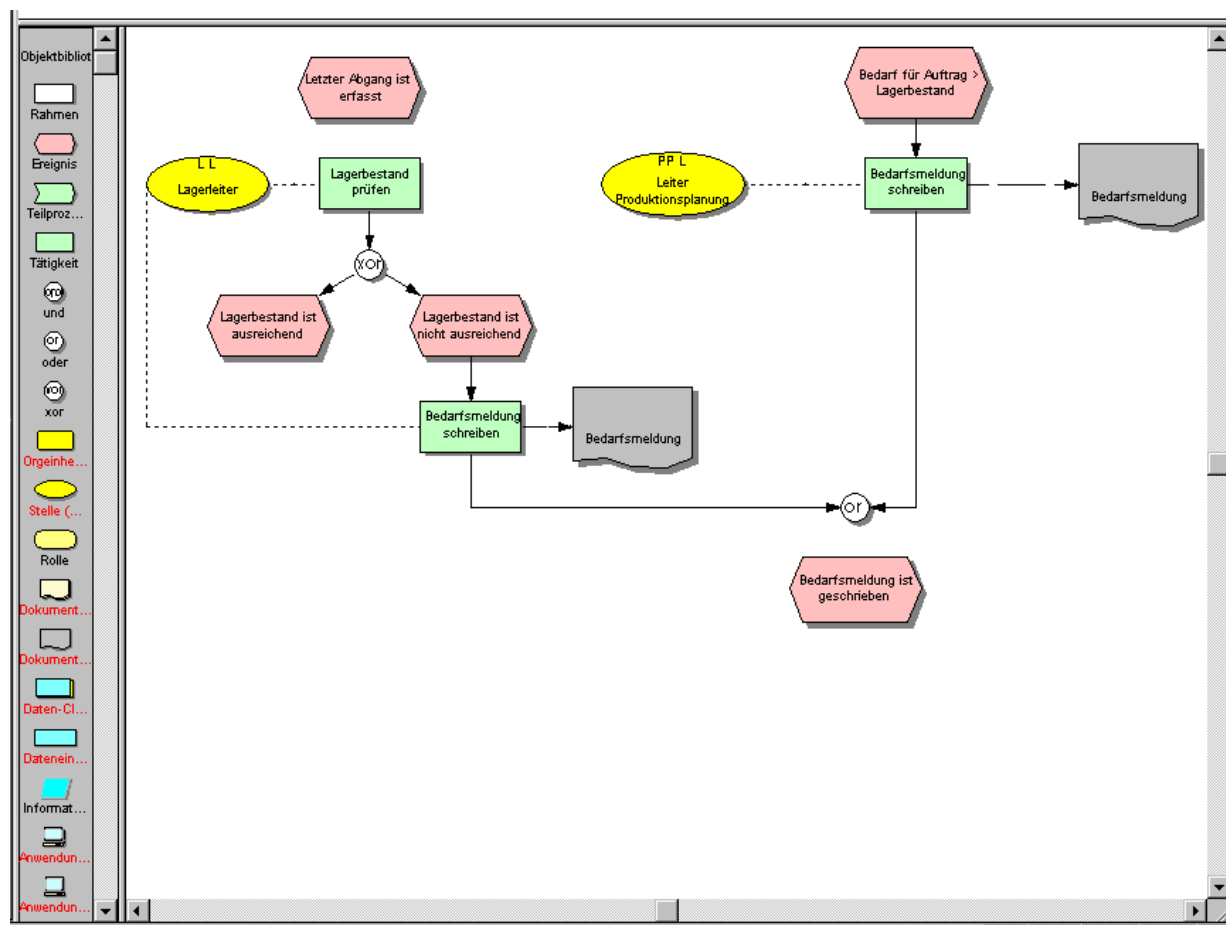 Objektbibliot
Rahmen
Ereignis
Teilproz...
Tätigkeit
und
or
oder
xor
Orgeinhe...
Stelle (...
Rolle
Dokument...
Dokument...
Daten-Cl...
Datenein...
Informat...
Anwendun...
Anwendun...
Letzter Abgang ist
erfasst
L L
Lagerleiter
Lagerbestand
prüfen
xor
Lagerbestand ist
ausreichend
Lagerbestand ist
nicht ausreichend
Bedarfsmeldung
schreiben
Bedarfsmeldung
Bedarf für Auftrag >
Lagerbestand
PP L
Leiter
Produktionsplanung
Bedarfsmeldung
schreiben
Bedarfsmeldung
or
Bedarfsmeldung ist
geschrieben